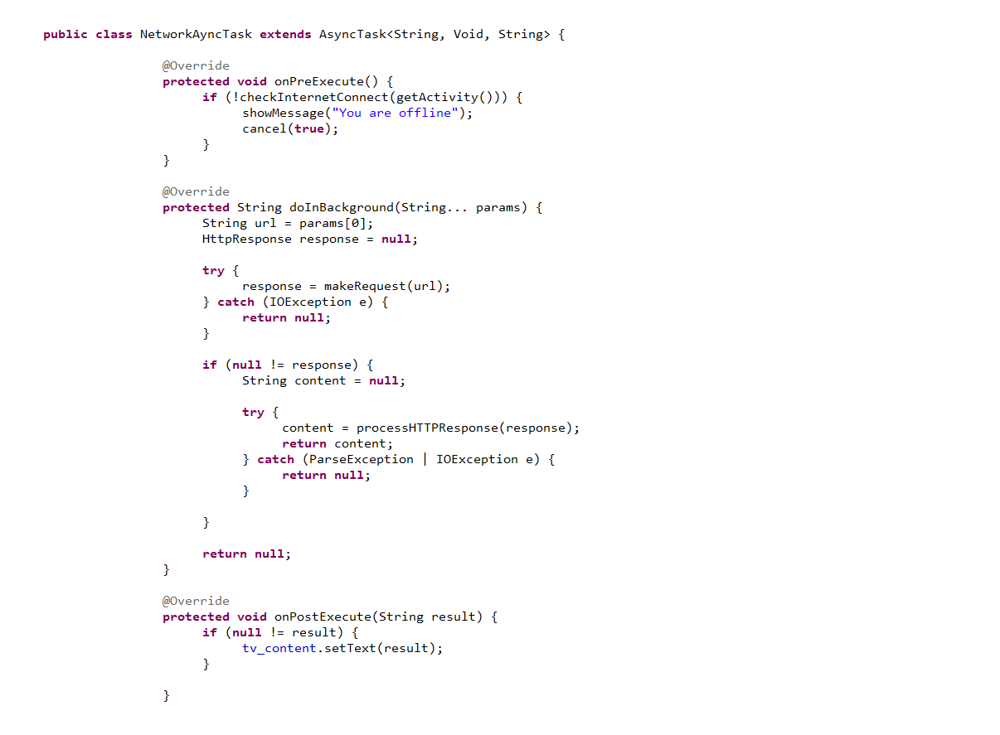 public class NetworkAyncTask extends AsyncTask<String, Void, String> {
@Override
protected void onPreExecute() {
if (!checkInternetConnect(getActivity())) {
showMessage("You are offline");
cancel(true);
}
}
@Override
protected String doInBackground(String... params) {
String url = params[0];
HttpResponse response = null;
try {
response = makeRequest(url);
} catch (IOException e) {
return null;
}
if (null != response) {
String content = null;
try {
content = processHTTPResponse(response);
return content;
} catch (ParseException | IOException e) {
return null;
}
}
return null;
}
@Override
protected void onPostExecute(String result) {
if (null != result) {
tv_content.setText(result);
}
}